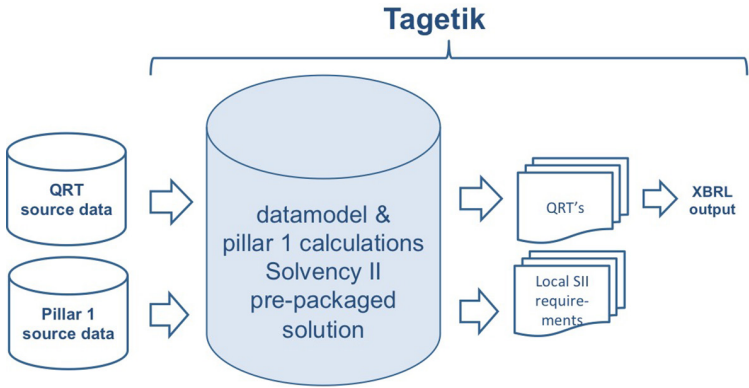 Tagetik
QRT
source data
Pillar 1
source data
datamodel &
pillar 1 calculations
Solvency II
pre-packaged
solution
QRT's
Local SII
require-
ments
XBRL
output